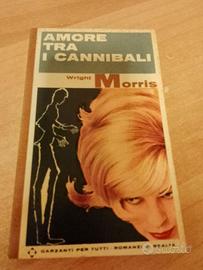 AMORE
TRA
I CANNIBALI
Wright
Morris
GARZANTI PER TUTTI · ROMANZI E REALTÀ